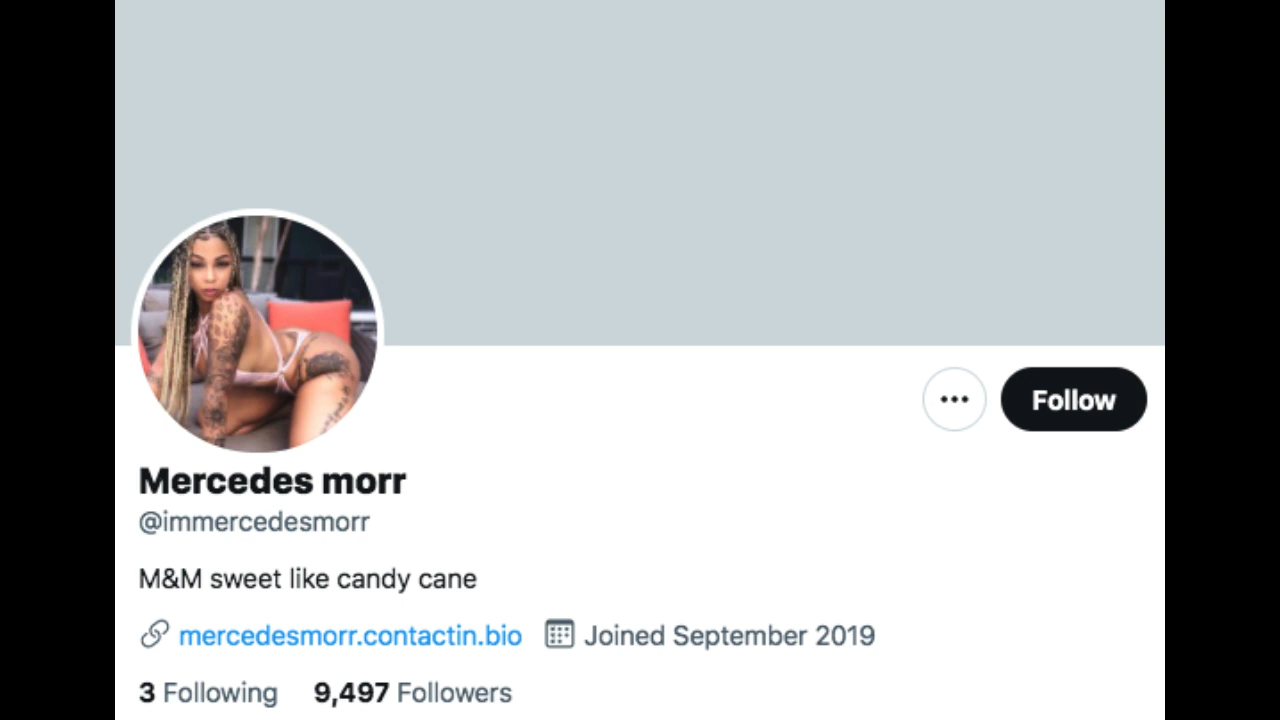 Follow
Mercedes morr
@immercedesmorr
M&M sweet like candy cane
mercedesmorr.contactin.bio Joined September 2019
3 Following 9,497 Followers